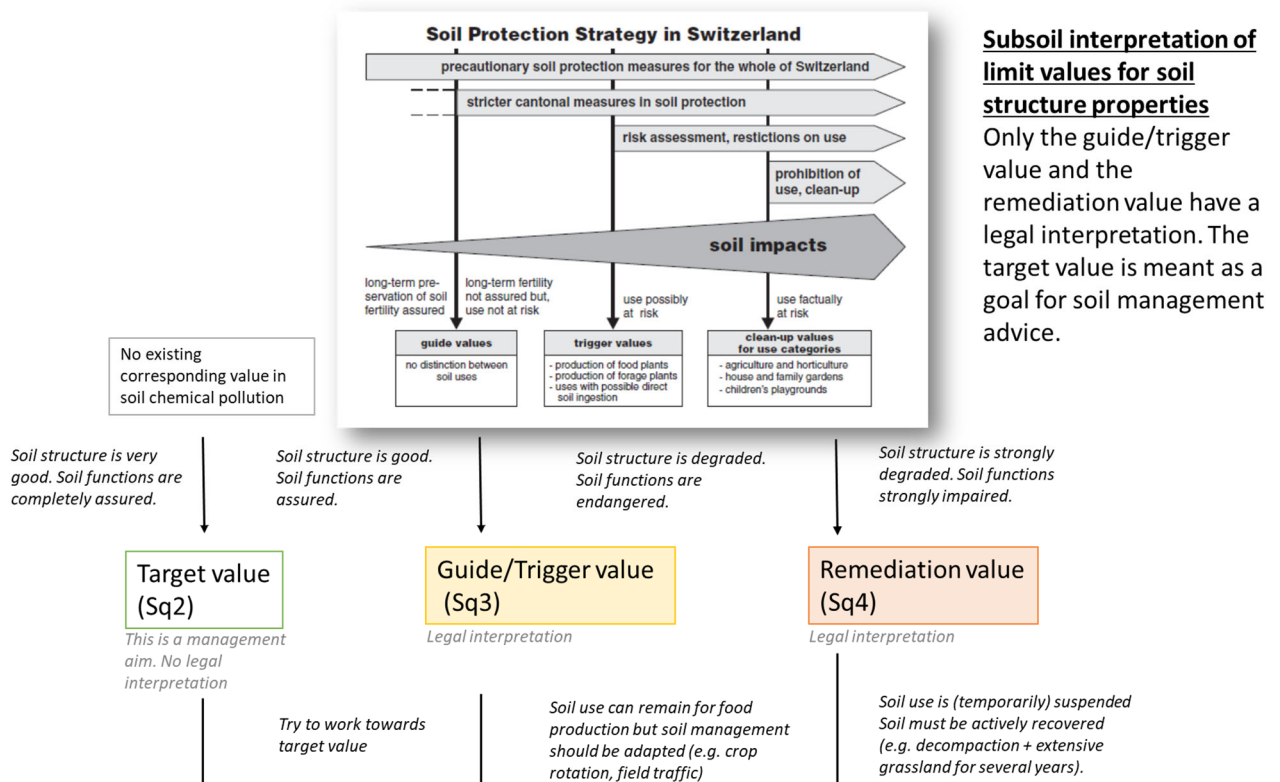 Soil Protection Strategy in Switzerland
precautionary soil protection measures for the whole of Switzerland
stricter cantonal measures in soil protection
risk assessment, restictions on use
prohibition of
use, clean-up
soil impacts
long-term pre-
servation of soil
fertility assured
long-term fertility
not assured but,
use not at risk
use possibly
at risk
use factually
at risk
guide values
no distinction between
soil uses
trigger values
- production of food plants
- production of forage plants
- uses with possible direct
soil ingestion
clean-up values
for use categories
- agriculture and horticulture
- house and family gardens
- children's playgrounds
Subsoil interpretation of
limit values for soil
structure properties
Only the guide/trigger
value and the
remediation value have a
legal interpretation. The
target value is meant as a
goal for soil management
advice.
No existing
corresponding value in
soil chemical pollution
Soil structure is very
good. Soil functions are
completely assured.
Soil structure is good.
Soil functions are
assured.
Soil structure is degraded.
Soil functions are
endangered.
Soil structure is strongly
degraded. Soil functions
strongly impaired.
Target value
(Sq2)
This is a management
aim. No legal
interpretation
Guide/Trigger value
(Sq3)
Legal interpretation
Remediation value
(Sq4)
Legal interpretation
Try to work towards
target value
Soil use can remain for food
production but soil management
should be adapted (e.g. crop
rotation, field traffic)
Soil use is (temporarily) suspended
Soil must be actively recovered
(e.g. decompaction + extensive
grassland for several years).